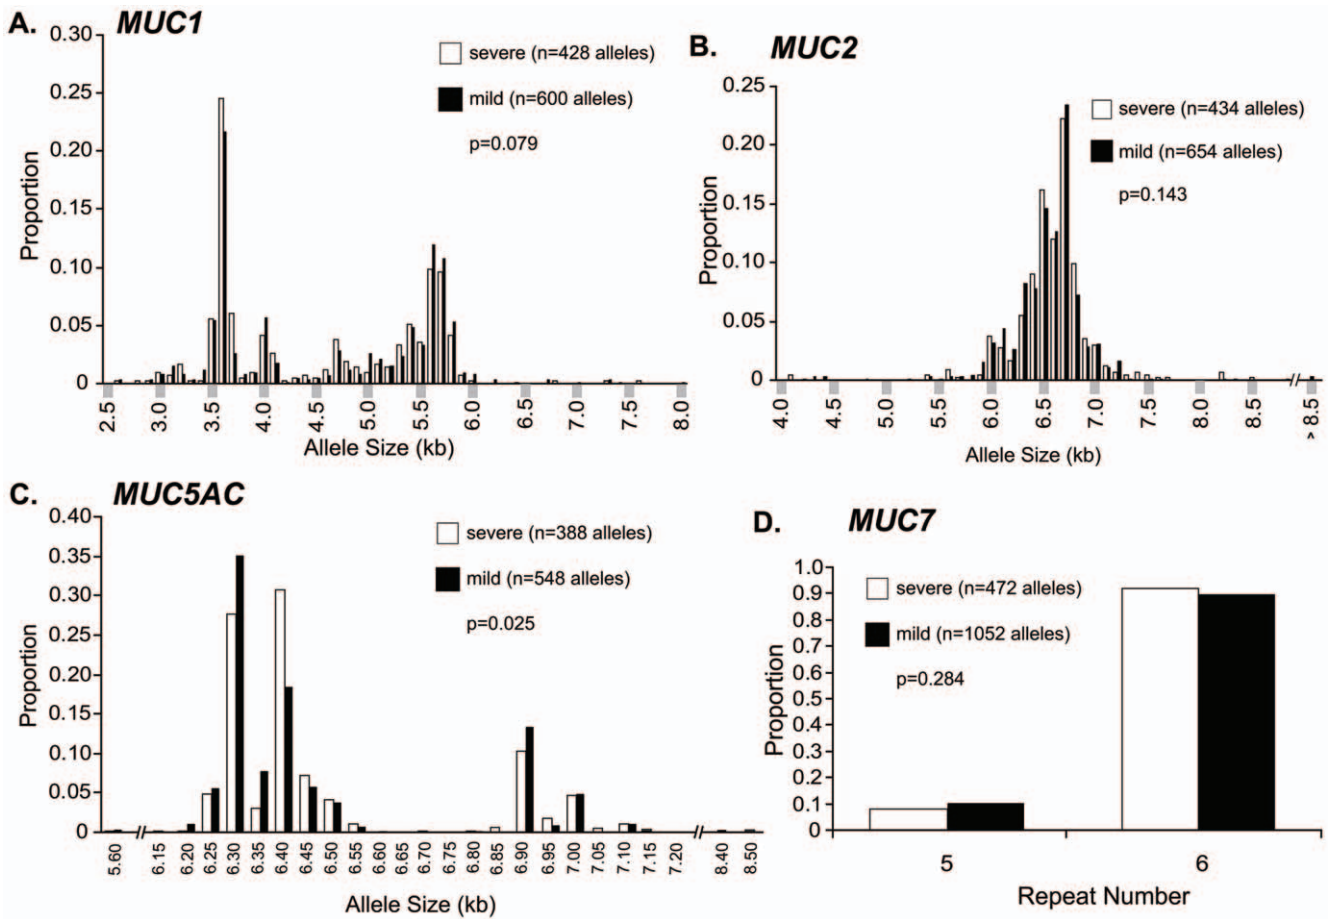 A. MUC1
0.30
0.25
0.20
0.15
0.10
0.05
0
Proportion
severe (n=428 alleles)
mild (n=600 alleles)
p=0.079
2.5 3.0 3.5 4.0 4.5 5.0 5.5 6.0 6.5 7.0 7.5 8.0
Allele Size (kb)
B. MUC2
0.25
0.20
0.15
0.10
0.05
0
Proportion
severe (n=434 alleles)
mild (n=654 alleles)
p=0.143
4.0 4.5 5.0 5.5 6.0 6.5 7.0 7.5 8.0 8.5 > 8.5
Allele Size (kb)
C. MUC5AC
0.40
0.35
0.30
0.25
0.20
0.15
0.10
0.05
0
Proportion
severe (n=388 alleles)
mild (n=548 alleles)
p=0.025
5.60 6.15 6.20 6.25 6.30 6.35 6.40 6.45 6.50 6.55 6.60 6.65 6.70 6.75 6.80 6.85 6.90 6.95 7.00 7.05 7.10 7.15 7.20 8.40 8.50
Allele Size (kb)
D. MUC7
1.0
0.9
0.8
0.7
0.6
0.5
0.4
0.3
0.2
0.1
0
Proportion
severe (n=472 alleles)
mild (n=1052 alleles)
p=0.284
5 6
Repeat Number